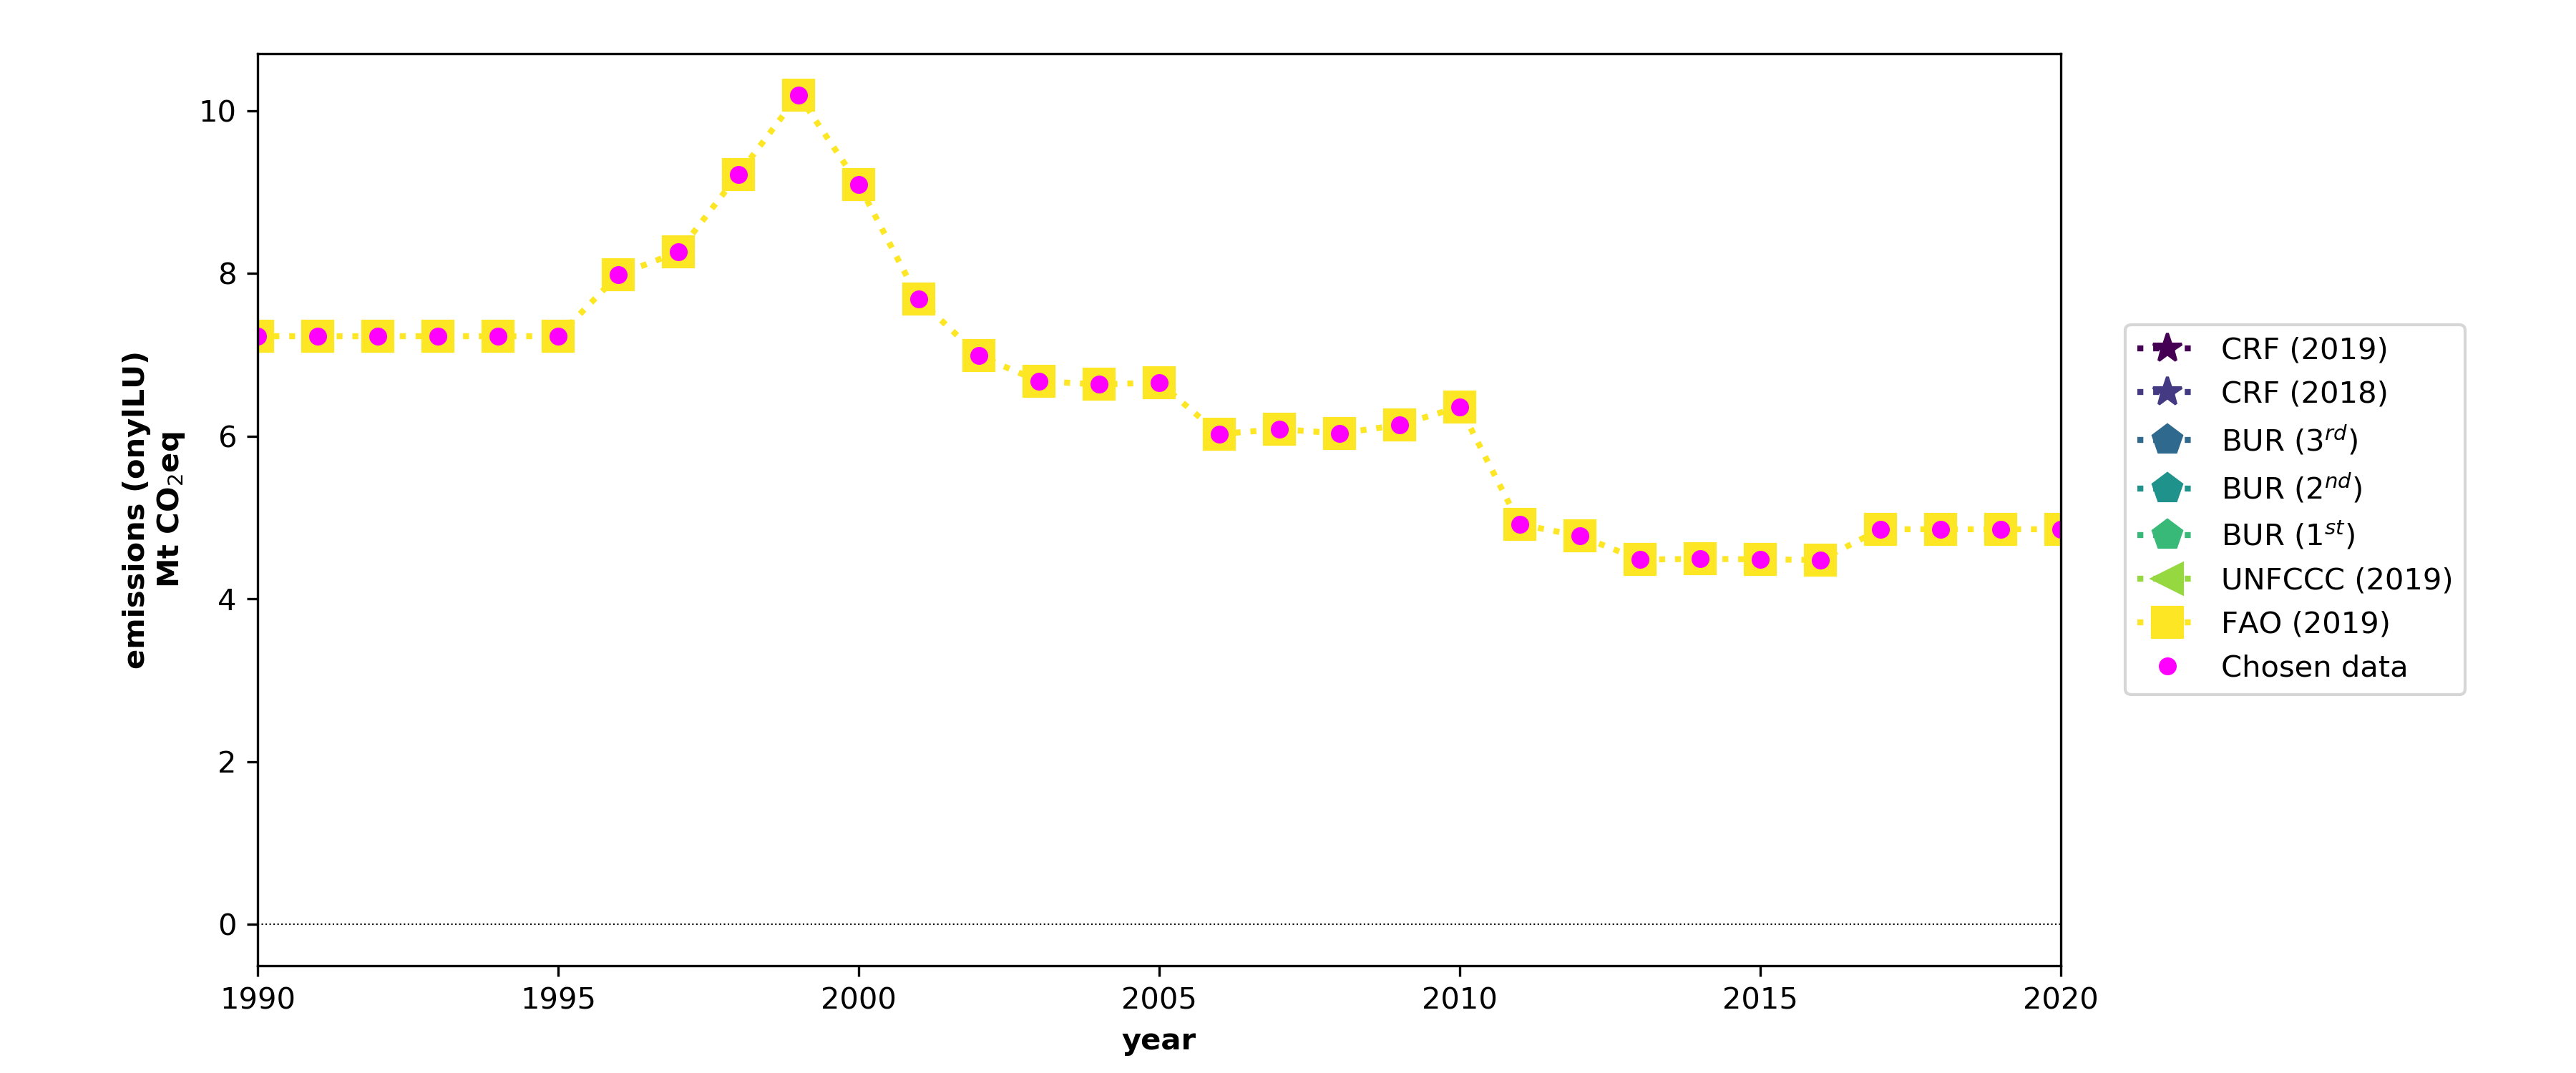 emissions (onylLU)
Mt CO₂eq
10
8
6
4
2
0
1990 1995 2000 2005 2010 2015 2020
year
CRF (2019)
CRF (2018)
BUR (3ʳᵈ)
BUR (2ⁿᵈ)
BUR (1ˢᵗ)
UNFCCC (2019)
FAO (2019)
Chosen data